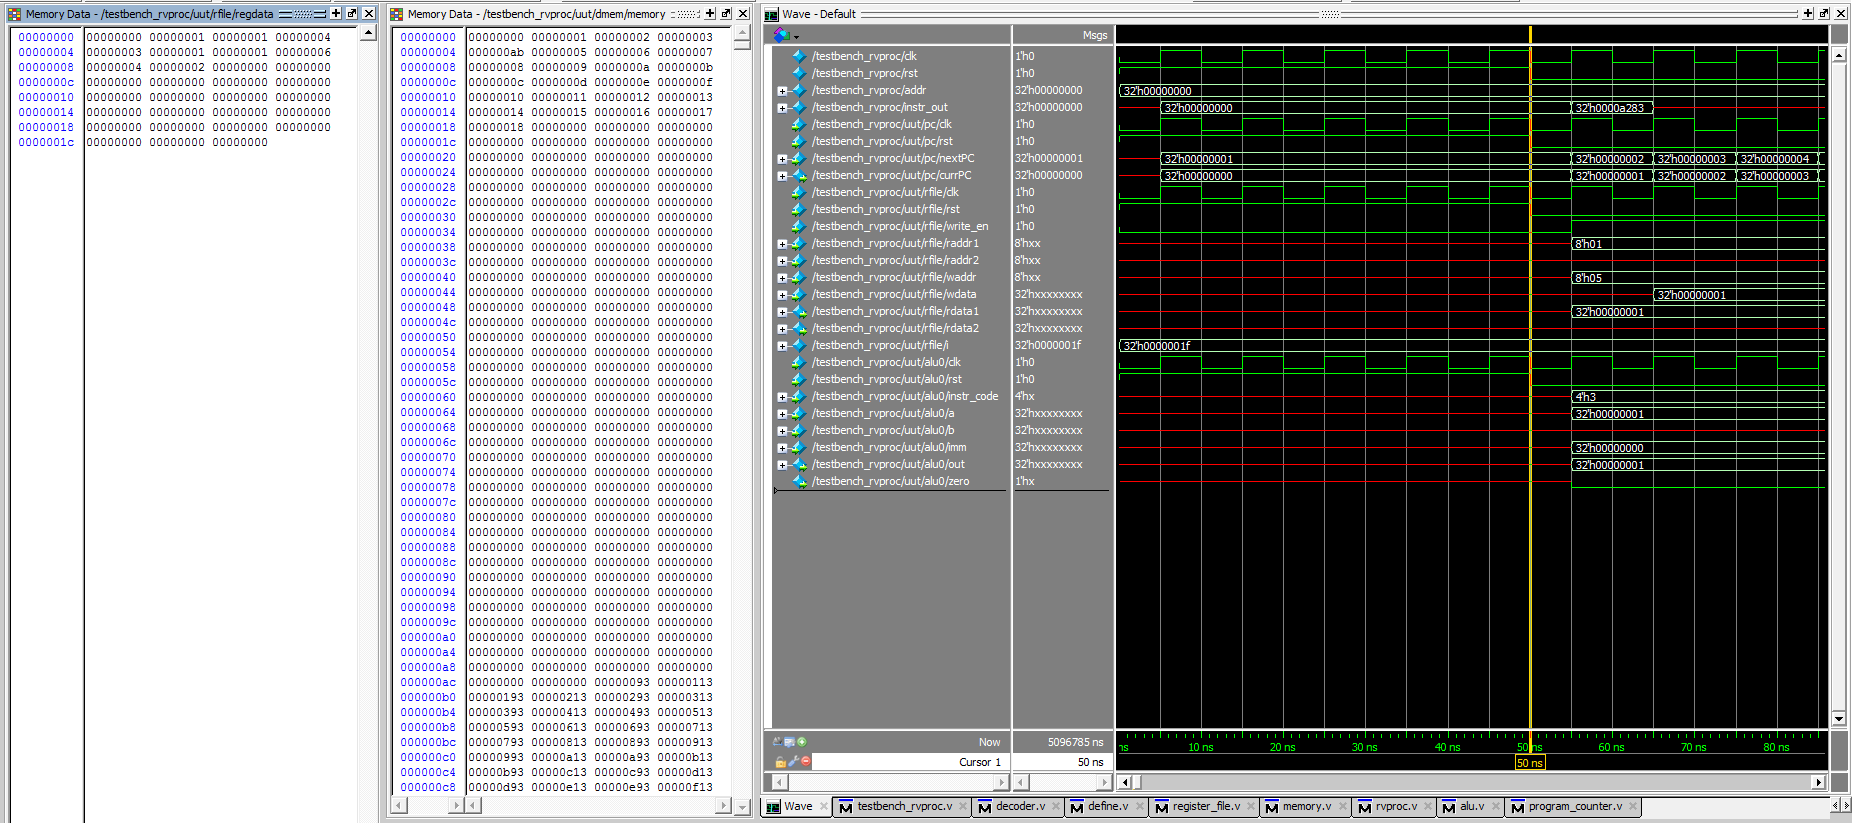 Memory Data - /testbench_rvproc/uut/rfile/regdata
00000000 00000000 00000001 00000001 00000004
00000004 00000003 00000001 00000001 00000006
00000008 00000004 00000002 00000000 00000000
0000000c 00000000 00000000 00000000 00000000
00000010 00000000 00000000 00000000 00000000
00000014 00000000 00000000 00000000 00000000
00000018 00000000 00000000 00000000 00000000
0000001c 00000000 00000000 00000000
Memory Data - /testbench_rvproc/uut/dmem/memory
00000000 00000000 00000001 00000002 00000003
00000004 000000ab 00000005 00000006 00000007
00000008 00000008 00000009 0000000a 0000000b
0000000c 0000000c 0000000d 0000000e 0000000f
00000010 00000010 00000011 00000012 00000013
00000014 00000014 00000015 00000016 00000017
00000018 00000018 00000000 00000000 00000000
0000001c 00000000 00000000 00000000 00000000
00000020 00000000 00000000 00000000 00000000
00000024 00000000 00000000 00000000 00000000
00000028 00000000 00000000 00000000 00000000
0000002c 00000000 00000000 00000000 00000000
00000030 00000000 00000000 00000000 00000000
00000034 00000000 00000000 00000000 00000000
00000038 00000000 00000000 00000000 00000000
0000003c 00000000 00000000 00000000 00000000
00000040 00000000 00000000 00000000 00000000
00000044 00000000 00000000 00000000 00000000
00000048 00000000 00000000 00000000 00000000
0000004c 00000000 00000000 00000000 00000000
00000050 00000000 00000000 00000000 00000000
00000054 00000000 00000000 00000000 00000000
00000058 00000000 00000000 00000000 00000000
0000005c 00000000 00000000 00000000 00000000
00000060 00000000 00000000 00000000 00000000
00000064 00000000 00000000 00000000 00000000
00000068 00000000 00000000 00000000 00000000
0000006c 00000000 00000000 00000000 00000000
00000070 00000000 00000000 00000000 00000000
00000074 00000000 00000000 00000000 00000000
00000078 00000000 00000000 00000000 00000000
0000007c 00000000 00000000 00000000 00000000
00000080 00000000 00000000 00000000 00000000
00000084 00000000 00000000 00000000 00000000
00000088 00000000 00000000 00000000 00000000
0000008c 00000000 00000000 00000000 00000000
00000090 00000000 00000000 00000000 00000000
00000094 00000000 00000000 00000000 00000000
00000098 00000000 00000000 00000000 00000000
0000009c 00000000 00000000 00000000 00000000
000000a0 00000000 00000000 00000000 00000000
000000a4 00000000 00000000 00000000 00000000
000000a8 00000000 00000000 00000000 00000000
000000ac 00000000 00000000 00000093 00000113
000000b0 00000193 00000213 00000293 00000313
000000b4 00000393 00000413 00000493 00000513
000000b8 00000593 00000613 00000693 00000713
000000bc 00000793 00000813 00000893 00000913
000000c0 00000993 00000a13 00000a93 00000b13
000000c4 00000b93 00000c13 00000c93 00000d13
000000c8 00000d93 00000e13 00000e93 00000f13
Wave - Default
Msgs
/testbench_rvproc/clk 1'h0
/testbench_rvproc/rst 1'h0
/testbench_rvproc/addr 32'h00000000 32'h00000000
/testbench_rvproc/instr_out 32'h00000000 32'h00000000 32'h0000a283
/testbench_rvproc/uut/pc/clk 1'h0
/testbench_rvproc/uut/pc/rst 1'h0
/testbench_rvproc/uut/pc/nextPC 32'h00000001 32'h00000001 32'h00000002 32'h00000003 32'h00000004
/testbench_rvproc/uut/pc/currPC 32'h00000000 32'h00000000 32'h00000001 32'h00000002 32'h00000003
/testbench_rvproc/uut/rfile/clk 1'h0
/testbench_rvproc/uut/rfile/rst 1'h0
/testbench_rvproc/uut/rfile/write_en 1'h0
/testbench_rvproc/uut/rfile/raddr1 8'hxx 8'h01
/testbench_rvproc/uut/rfile/raddr2 8'hxx
/testbench_rvproc/uut/rfile/waddr 8'hxx 8'h05
/testbench_rvproc/uut/rfile/wdata 32'hxxxxxxxx 32'h00000001
/testbench_rvproc/uut/rfile/rdata1 32'hxxxxxxxx 32'h00000001
/testbench_rvproc/uut/rfile/rdata2 32'hxxxxxxxx
/testbench_rvproc/uut/rfile/i 32'h0000001f 32'h0000001f
/testbench_rvproc/uut/alu0/clk 1'h0
/testbench_rvproc/uut/alu0/rst 1'h0
/testbench_rvproc/uut/alu0/instr_code 4'hx 4'h3
/testbench_rvproc/uut/alu0/a 32'hxxxxxxxx 32'h00000001
/testbench_rvproc/uut/alu0/b 32'hxxxxxxxx
/testbench_rvproc/uut/alu0/imm 32'hxxxxxxxx 32'h00000000
/testbench_rvproc/uut/alu0/out 32'hxxxxxxxx 32'h00000001
/testbench_rvproc/uut/alu0/zero 1'hx
Now 5096785 ns ns 10 ns 20 ns 30 ns 40 ns 50 ns 60 ns 70 ns 80 ns
Cursor 1 50 ns 50 ns
Wave testbench_rvproc.v decoder.v define.v register_file.v memory.v rvproc.v alu.v program_counter.v